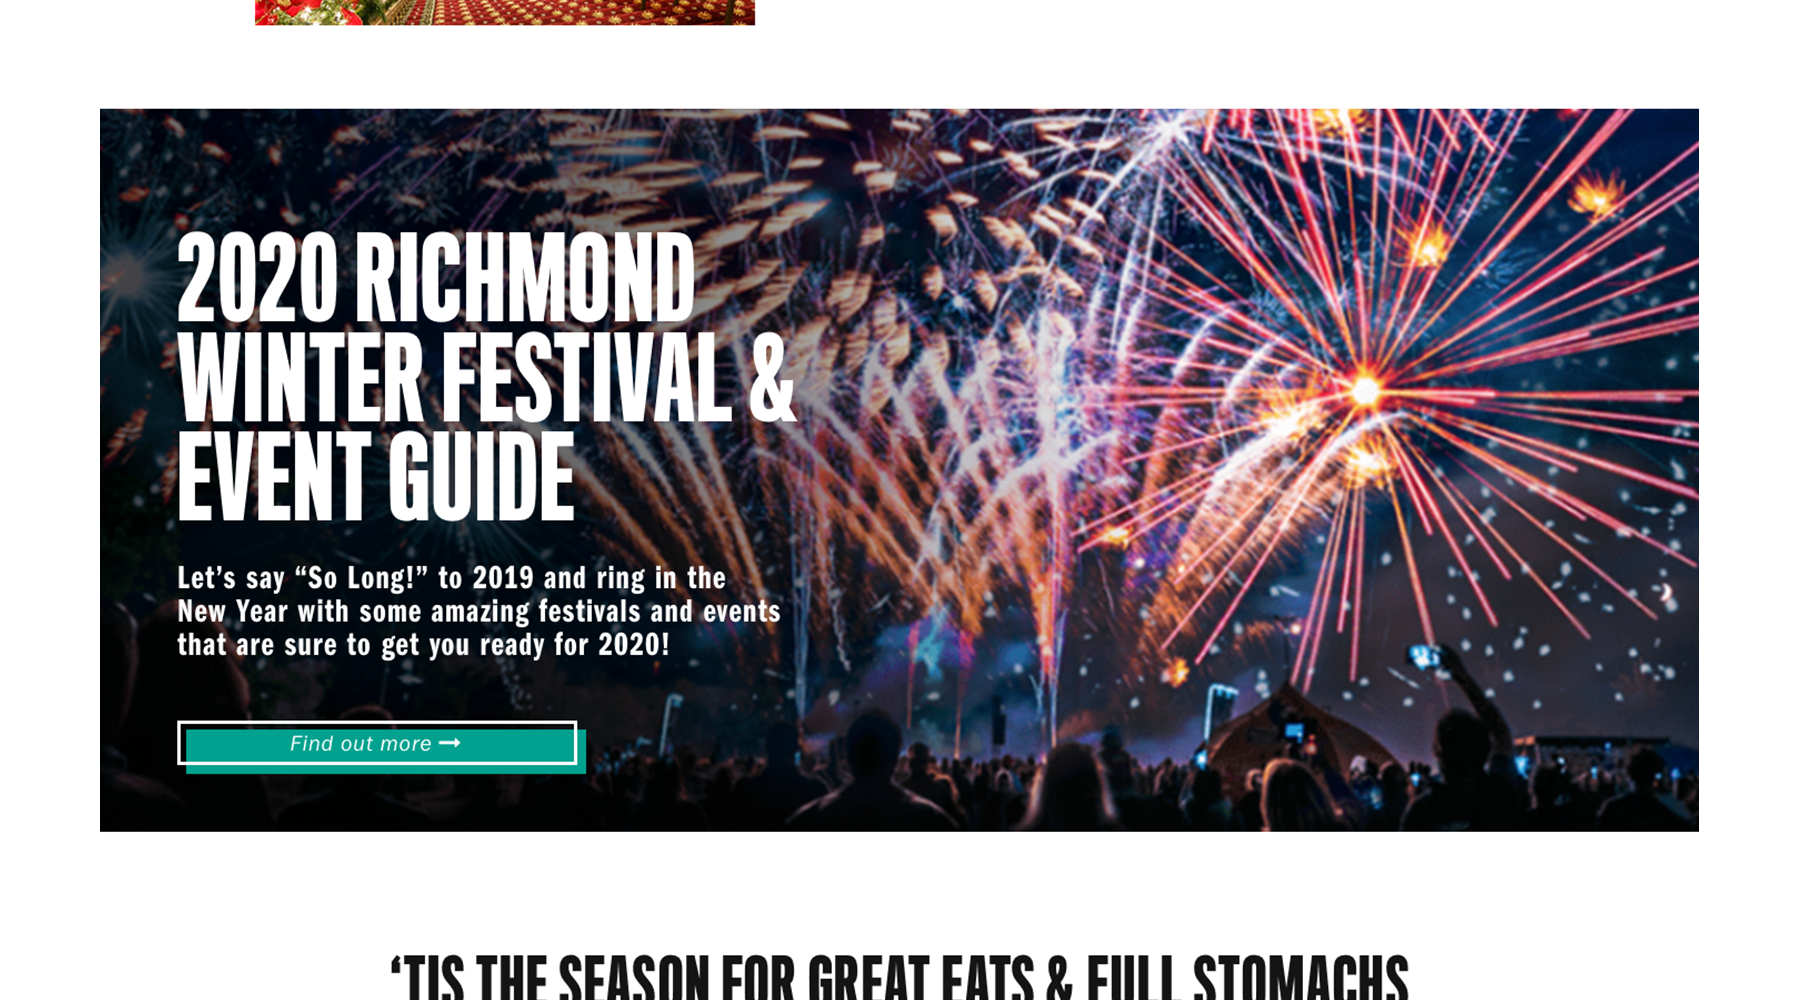 2020 RICHMOND
WINTER FESTIVAL &
EVENT GUIDE
Let’s say “So Long!” to 2019 and ring in the
New Year with some amazing festivals and events
that are sure to get you ready for 2020!
Find out more →
‘TIS THE SEASON FOR GREAT EATS & FULL STOMACHS